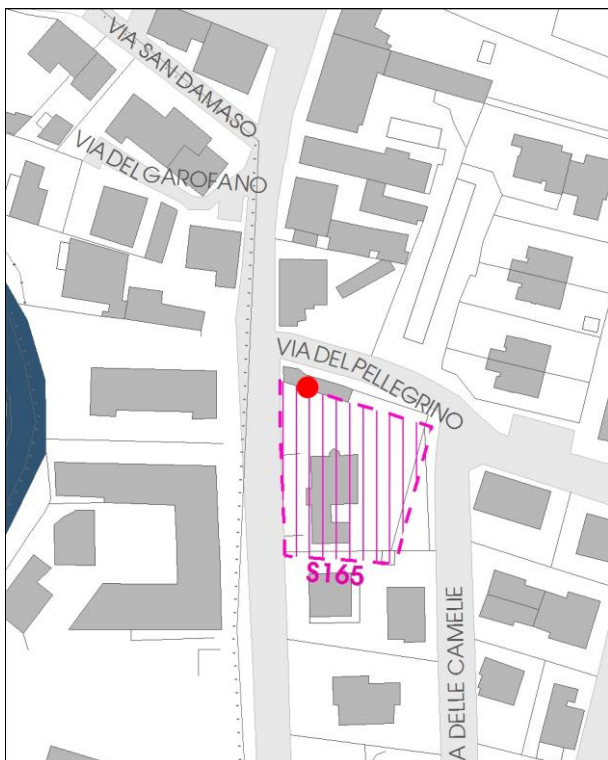 VIA SAN DAMASO
VIA DEL GAROFANO
VIA DEL PELLEGRINO
S165
A DELLE CAMELIE